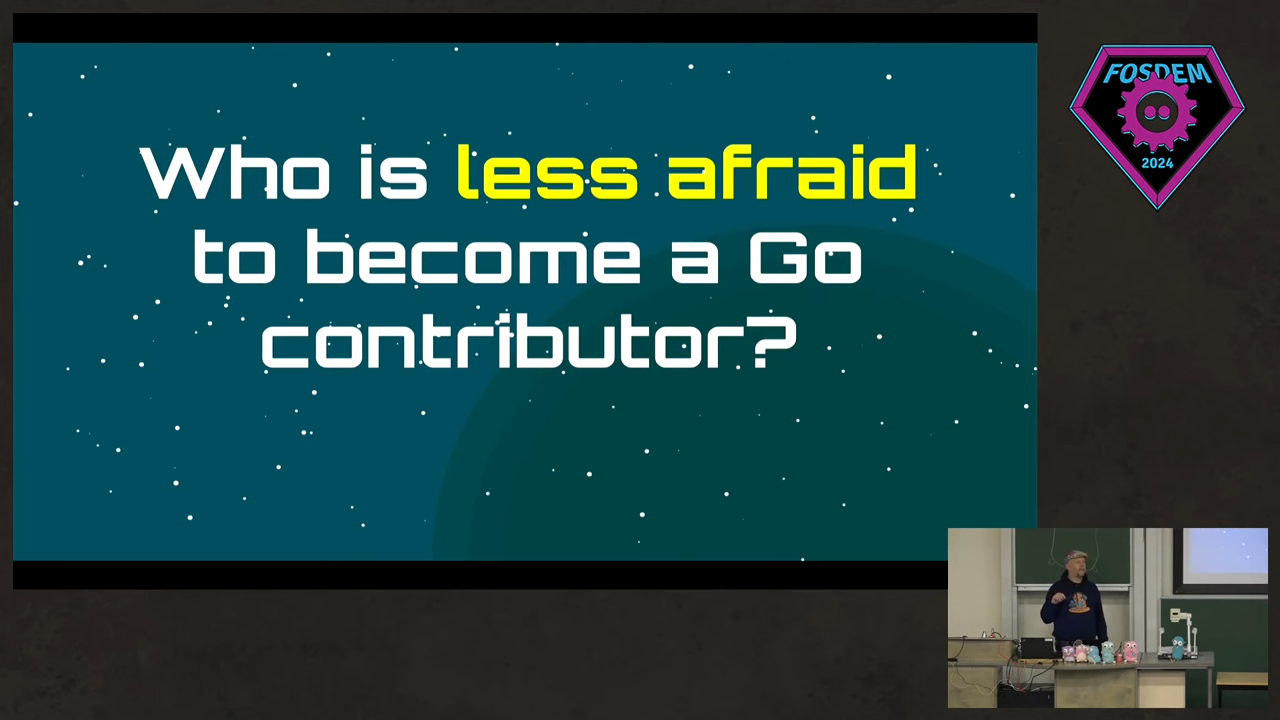 Who is less afraid
to become a Go
contributor?
FOSDEM
2024